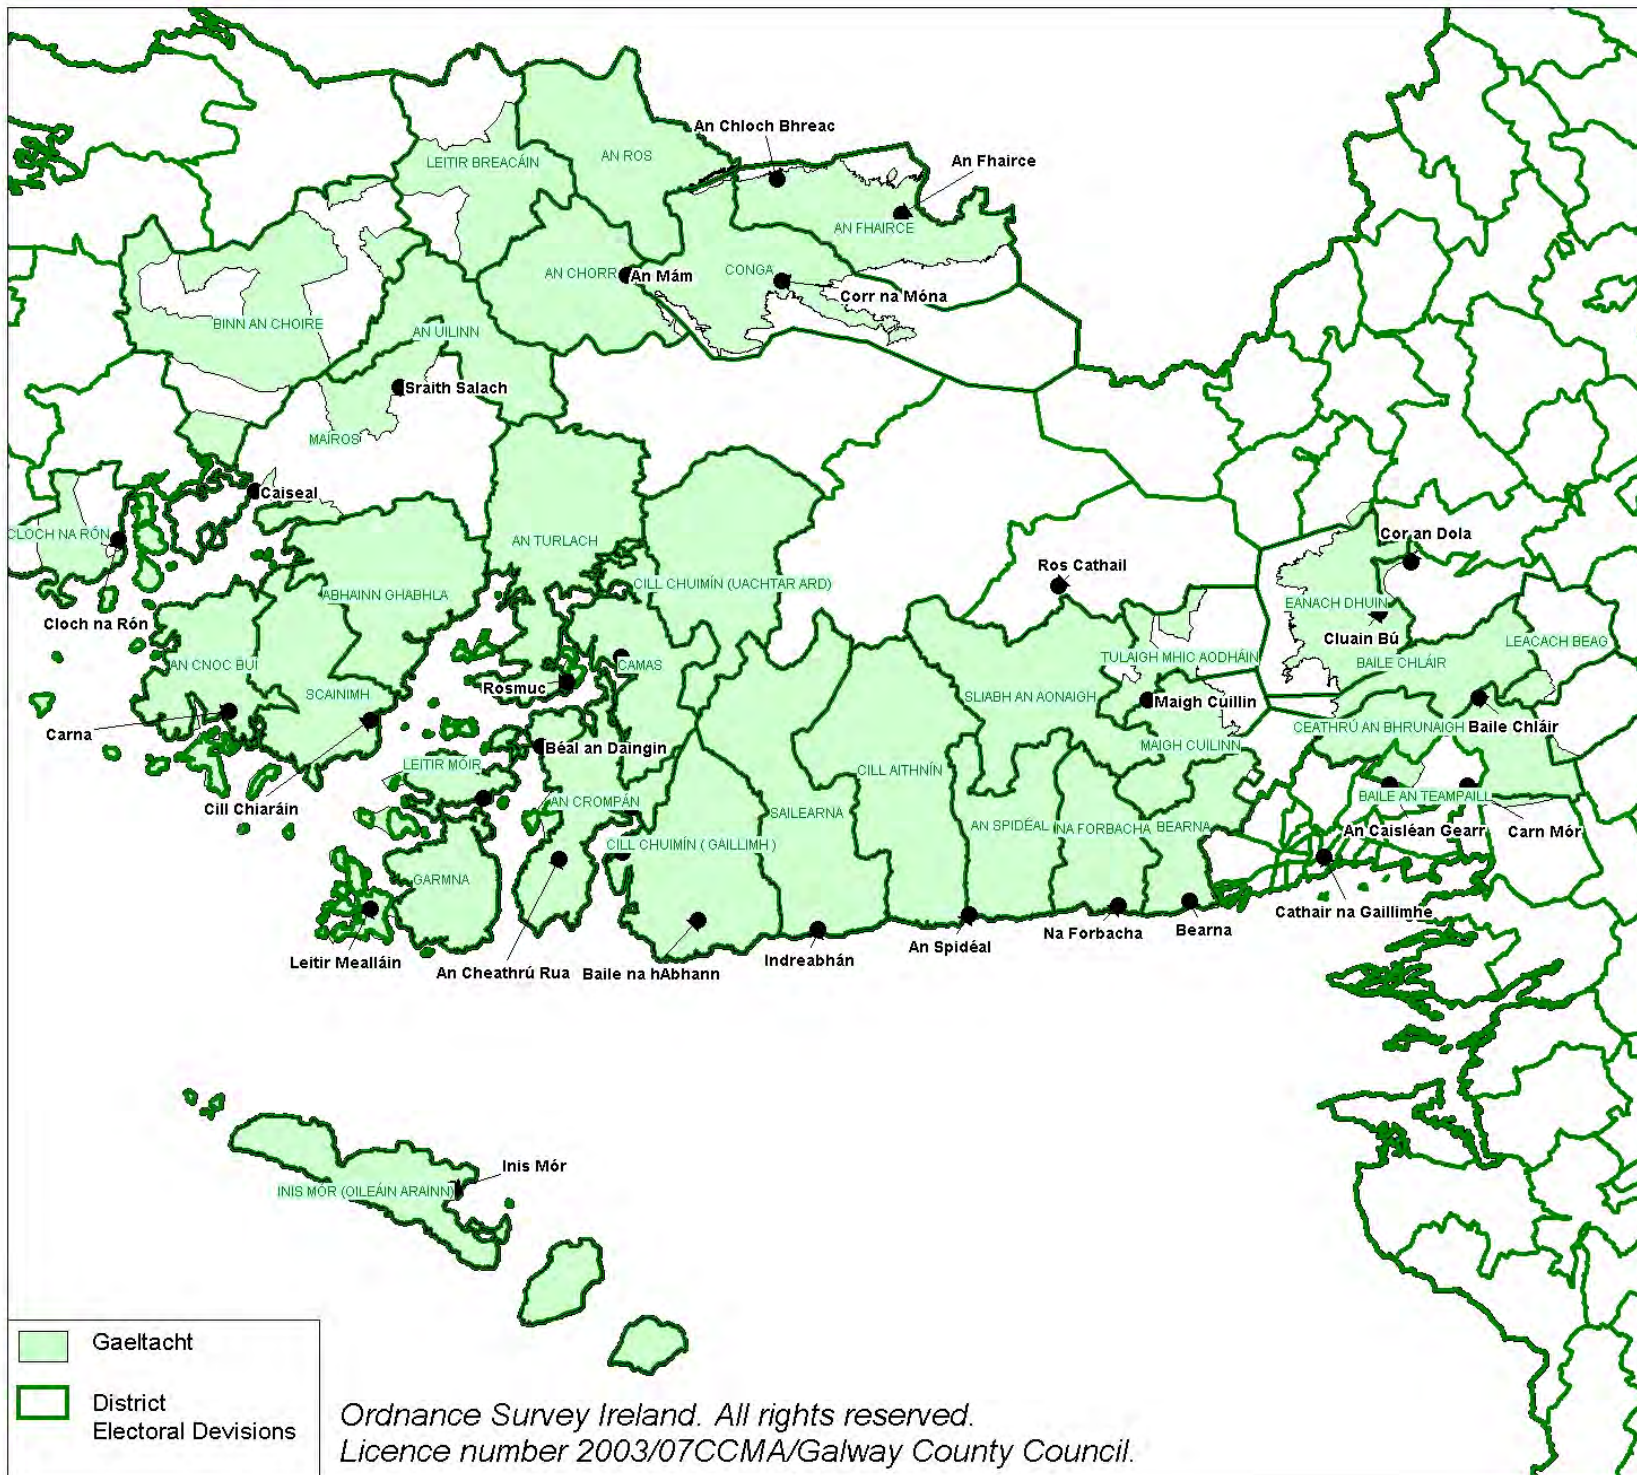 An Chloch Bhreac
An Fhairce
LEITIR BREACÁIN
AN ROS
AN FHAIRCE
AN CHORR
An Mám
CONGA
Corr na Móna
BINN AN CHOIRE
AN UILINN
Sraith Salach
MAÍROS
Caiseal
CLOCH NA RÓN
AN TURLACH
Cor an Dola
Ros Cathail
CILL CHUIMÍN (UACHTAR ARD)
ABHAINN GHABHLA
EANACH DHUIN
Cloch na Rón
Cluain Bú
LEACACH BEAG
AN CNOC BUI
CAMAS
TULAIGH MHIC AODHÁIN
BAILE CHLÁIR
Rosmuc
SCAINIMH
SLIABH AN AONAIGH
Maigh Cuillin
Carna
CEATHRÚ AN BHRUNAIGH
Baile Chláir
Béal an Daingin
MAIGH CUILINN
LEITIR MÓIR
CILL AITHNÍN
Cill Chiaráin
AN CROMPÁN
SAILEARNA
BAILE AN TEAMPAILL
AN SPIDÉAL
NA FORBACHA
BEARNA
An Caisleán Gearr
Carn Mór
CILL CHUIMÍN ( GAILLIMH )
GARMNA
Cathair na Gaillimhe
Leitir Mealláin
An Cheathrú Rua
Baile na hAbhann
Indreabhán
An Spidéal
Na Forbacha
Bearna
Inis Mór
INIS MÓR (OILEÁIN ARAINN)
Gaeltacht
District
Electoral Devisions
Ordnance Survey Ireland. All rights reserved.
Licence number 2003/07CCMA/Galway County Council.